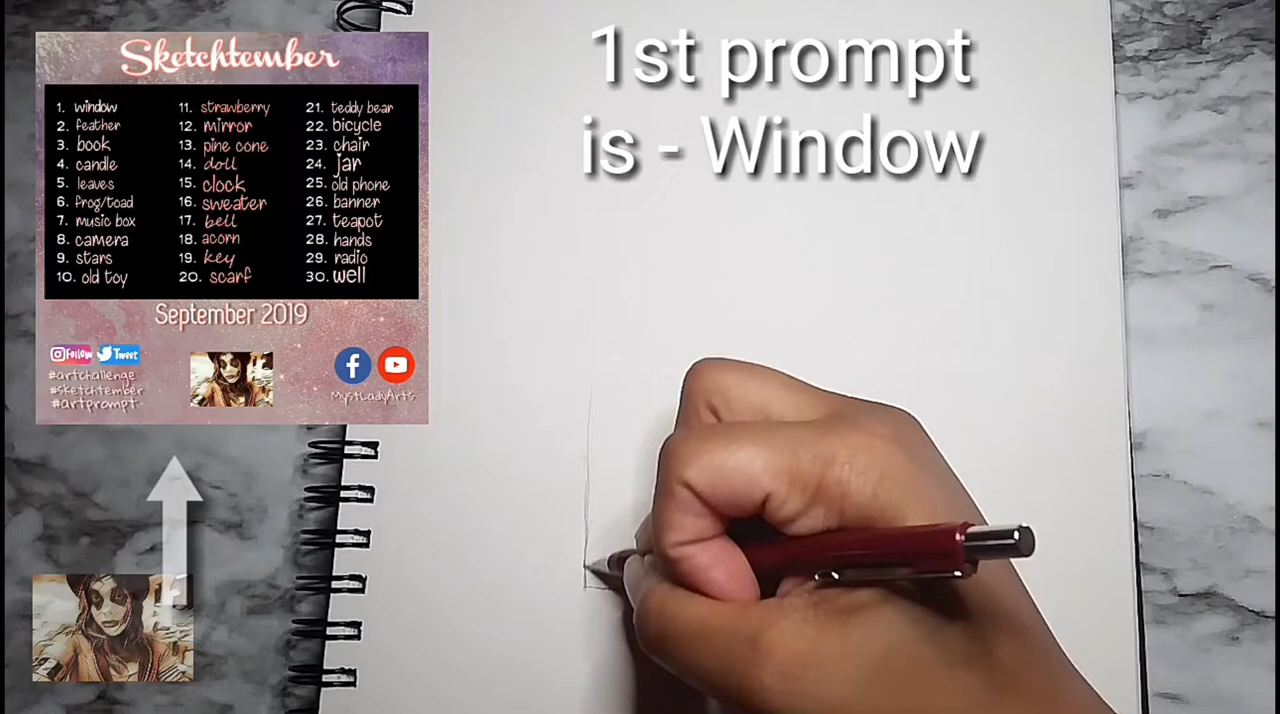 1st prompt
is - Window
Sketchtember
1. window
2. feather
3. book
4. candle
5. leaves
6. frog/toad
7. music box
8. camera
9. stars
10. old toy
11. strawberry
12. mirror
13. pine cone
14. doll
15. clock
16. sweater
17. bell
18. acorn
19. key
20. scarf
21. teddy bear
22. bicycle
23. chair
24. jar
25. old phone
26. banner
27. teapot
28. hands
29. radio
30. well
September 2019
Follow
Tweet
#artchallenge
#sketchtember
#artprompt
MystLadyArts